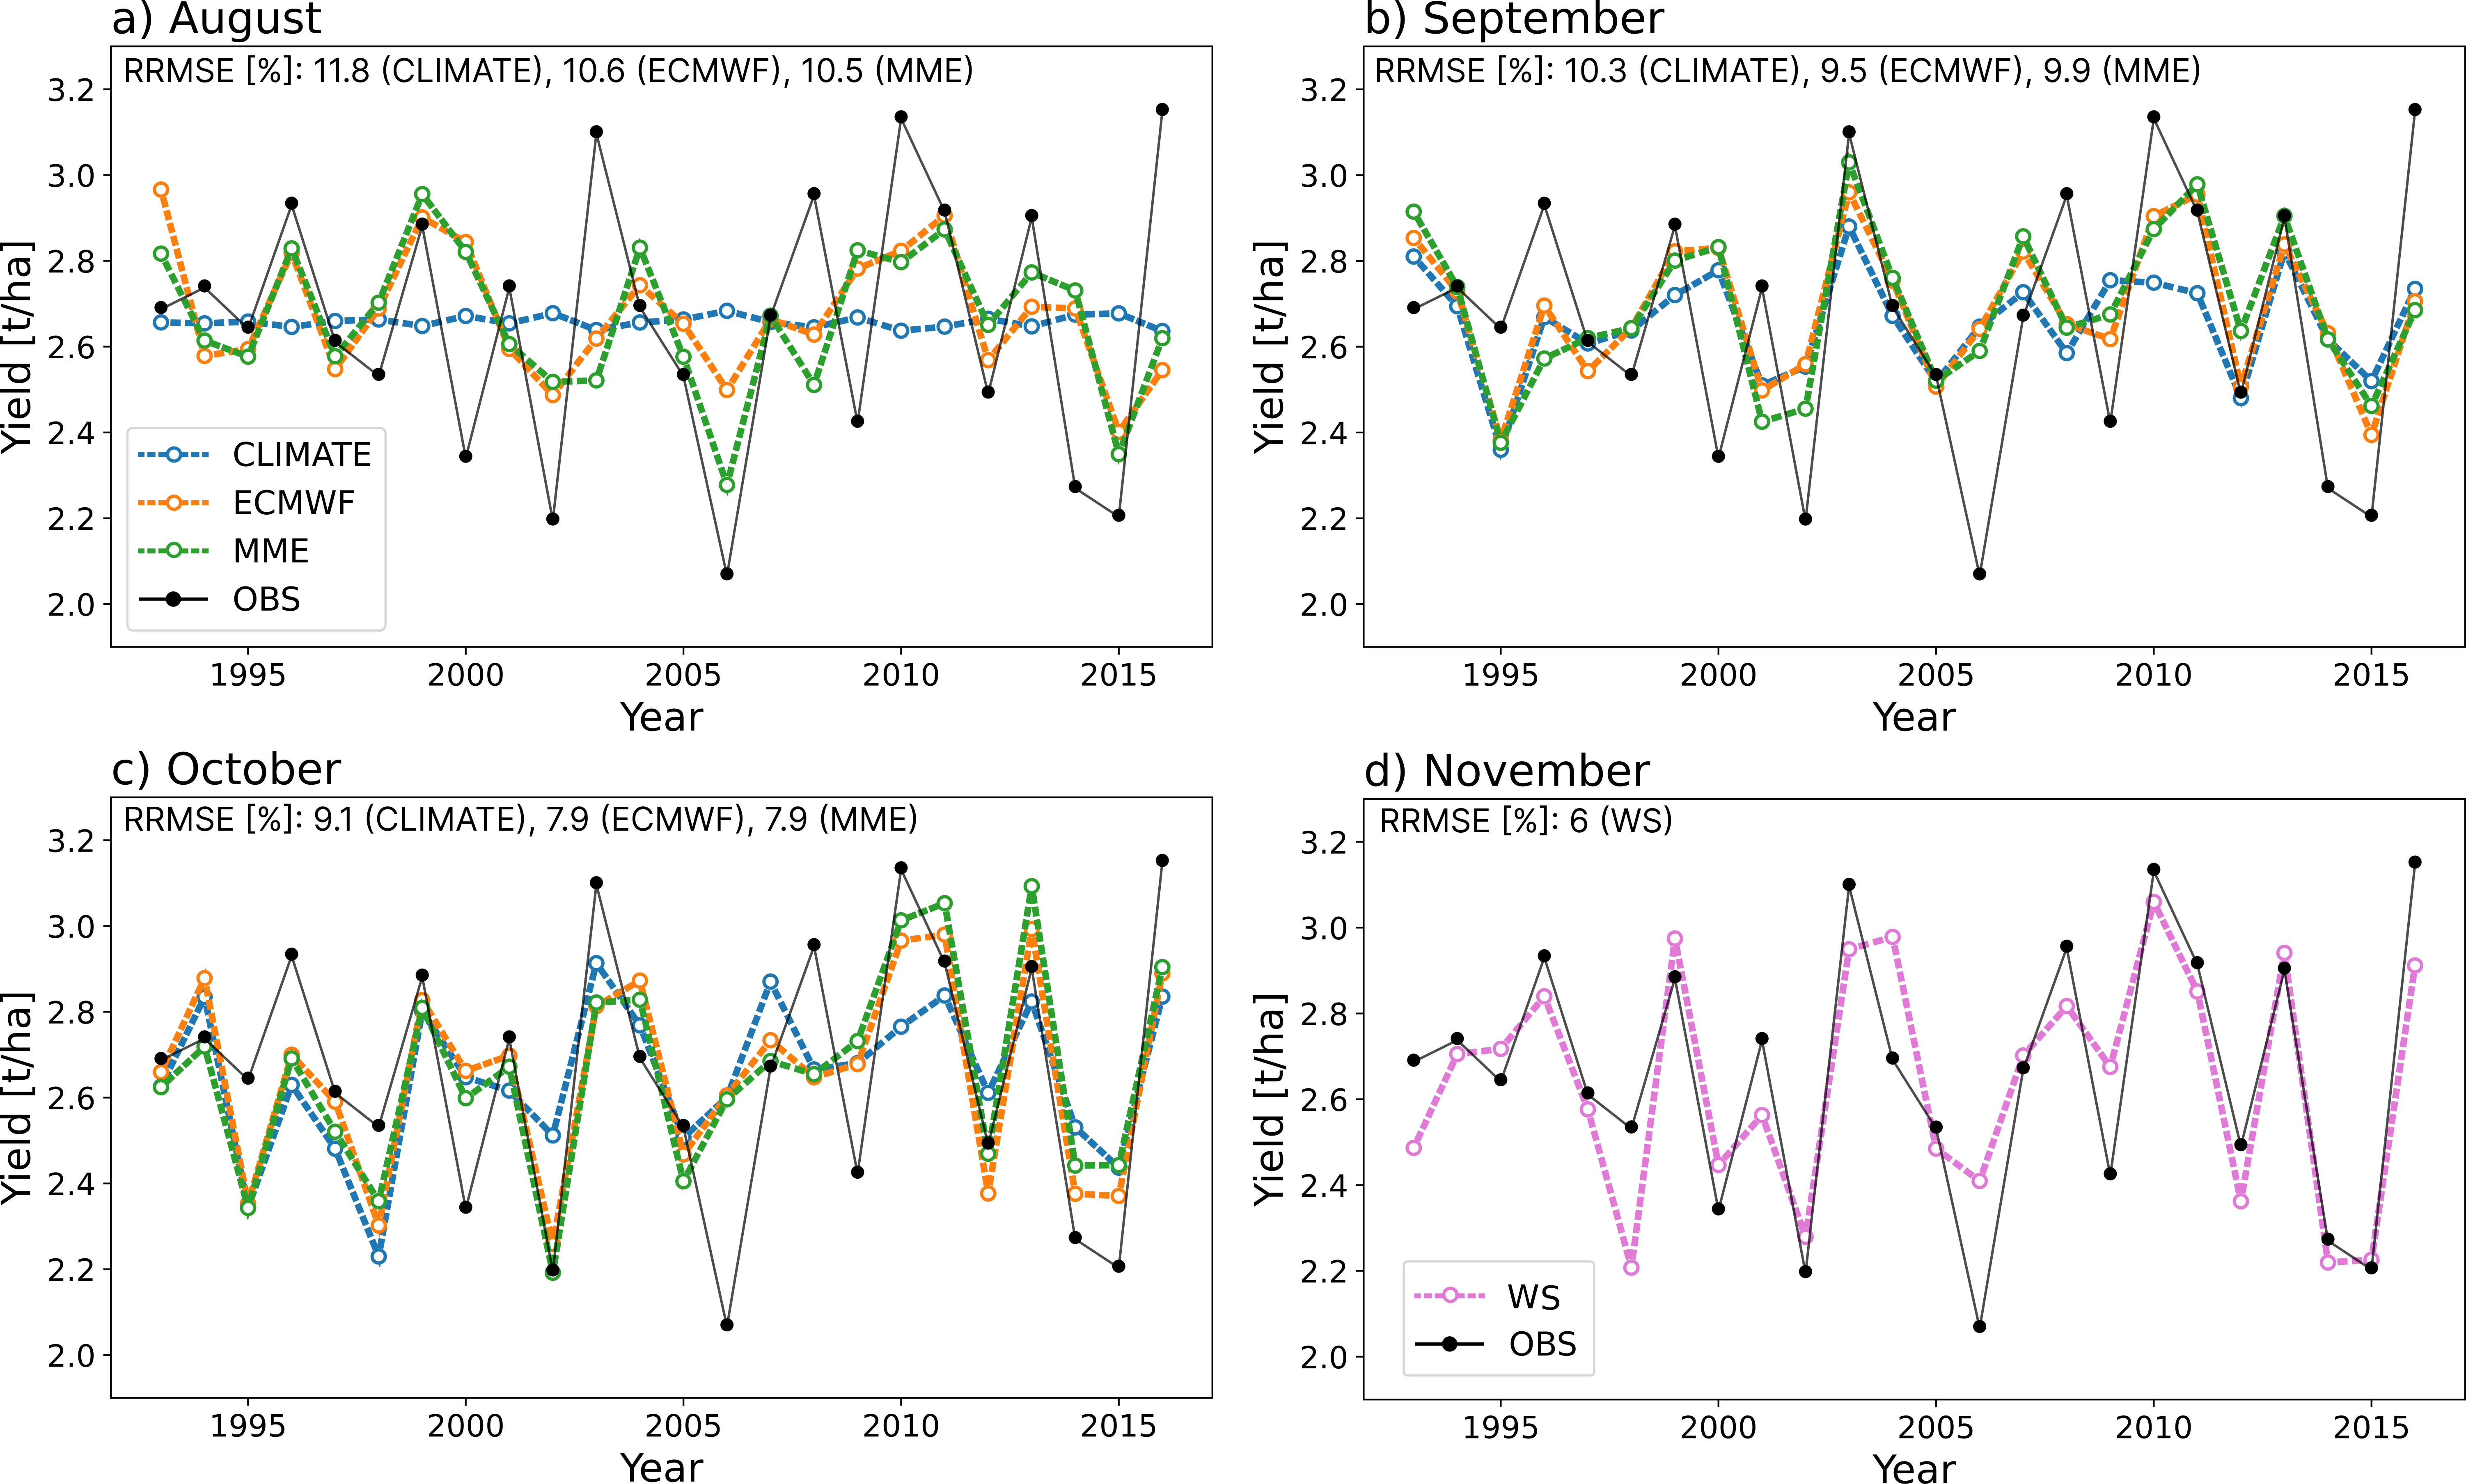 a) August
RRMSE [%]: 11.8 (CLIMATE), 10.6 (ECMWF), 10.5 (MME)
3.2
3.0
2.8
2.6
2.4
2.2
2.0
Yield [t/ha]
CLIMATE
ECMWF
MME
OBS
1995 2000 2005 2010 2015
Year
b) September
RRMSE [%]: 10.3 (CLIMATE), 9.5 (ECMWF), 9.9 (MME)
3.2
3.0
2.8
2.6
2.4
2.2
2.0
Yield [t/ha]
1995 2000 2005 2010 2015
Year
c) October
RRMSE [%]: 9.1 (CLIMATE), 7.9 (ECMWF), 7.9 (MME)
3.2
3.0
2.8
2.6
2.4
2.2
2.0
Yield [t/ha]
1995 2000 2005 2010 2015
Year
d) November
RRMSE [%]: 6 (WS)
3.2
3.0
2.8
2.6
2.4
2.2
2.0
Yield [t/ha]
WS
OBS
1995 2000 2005 2010 2015
Year